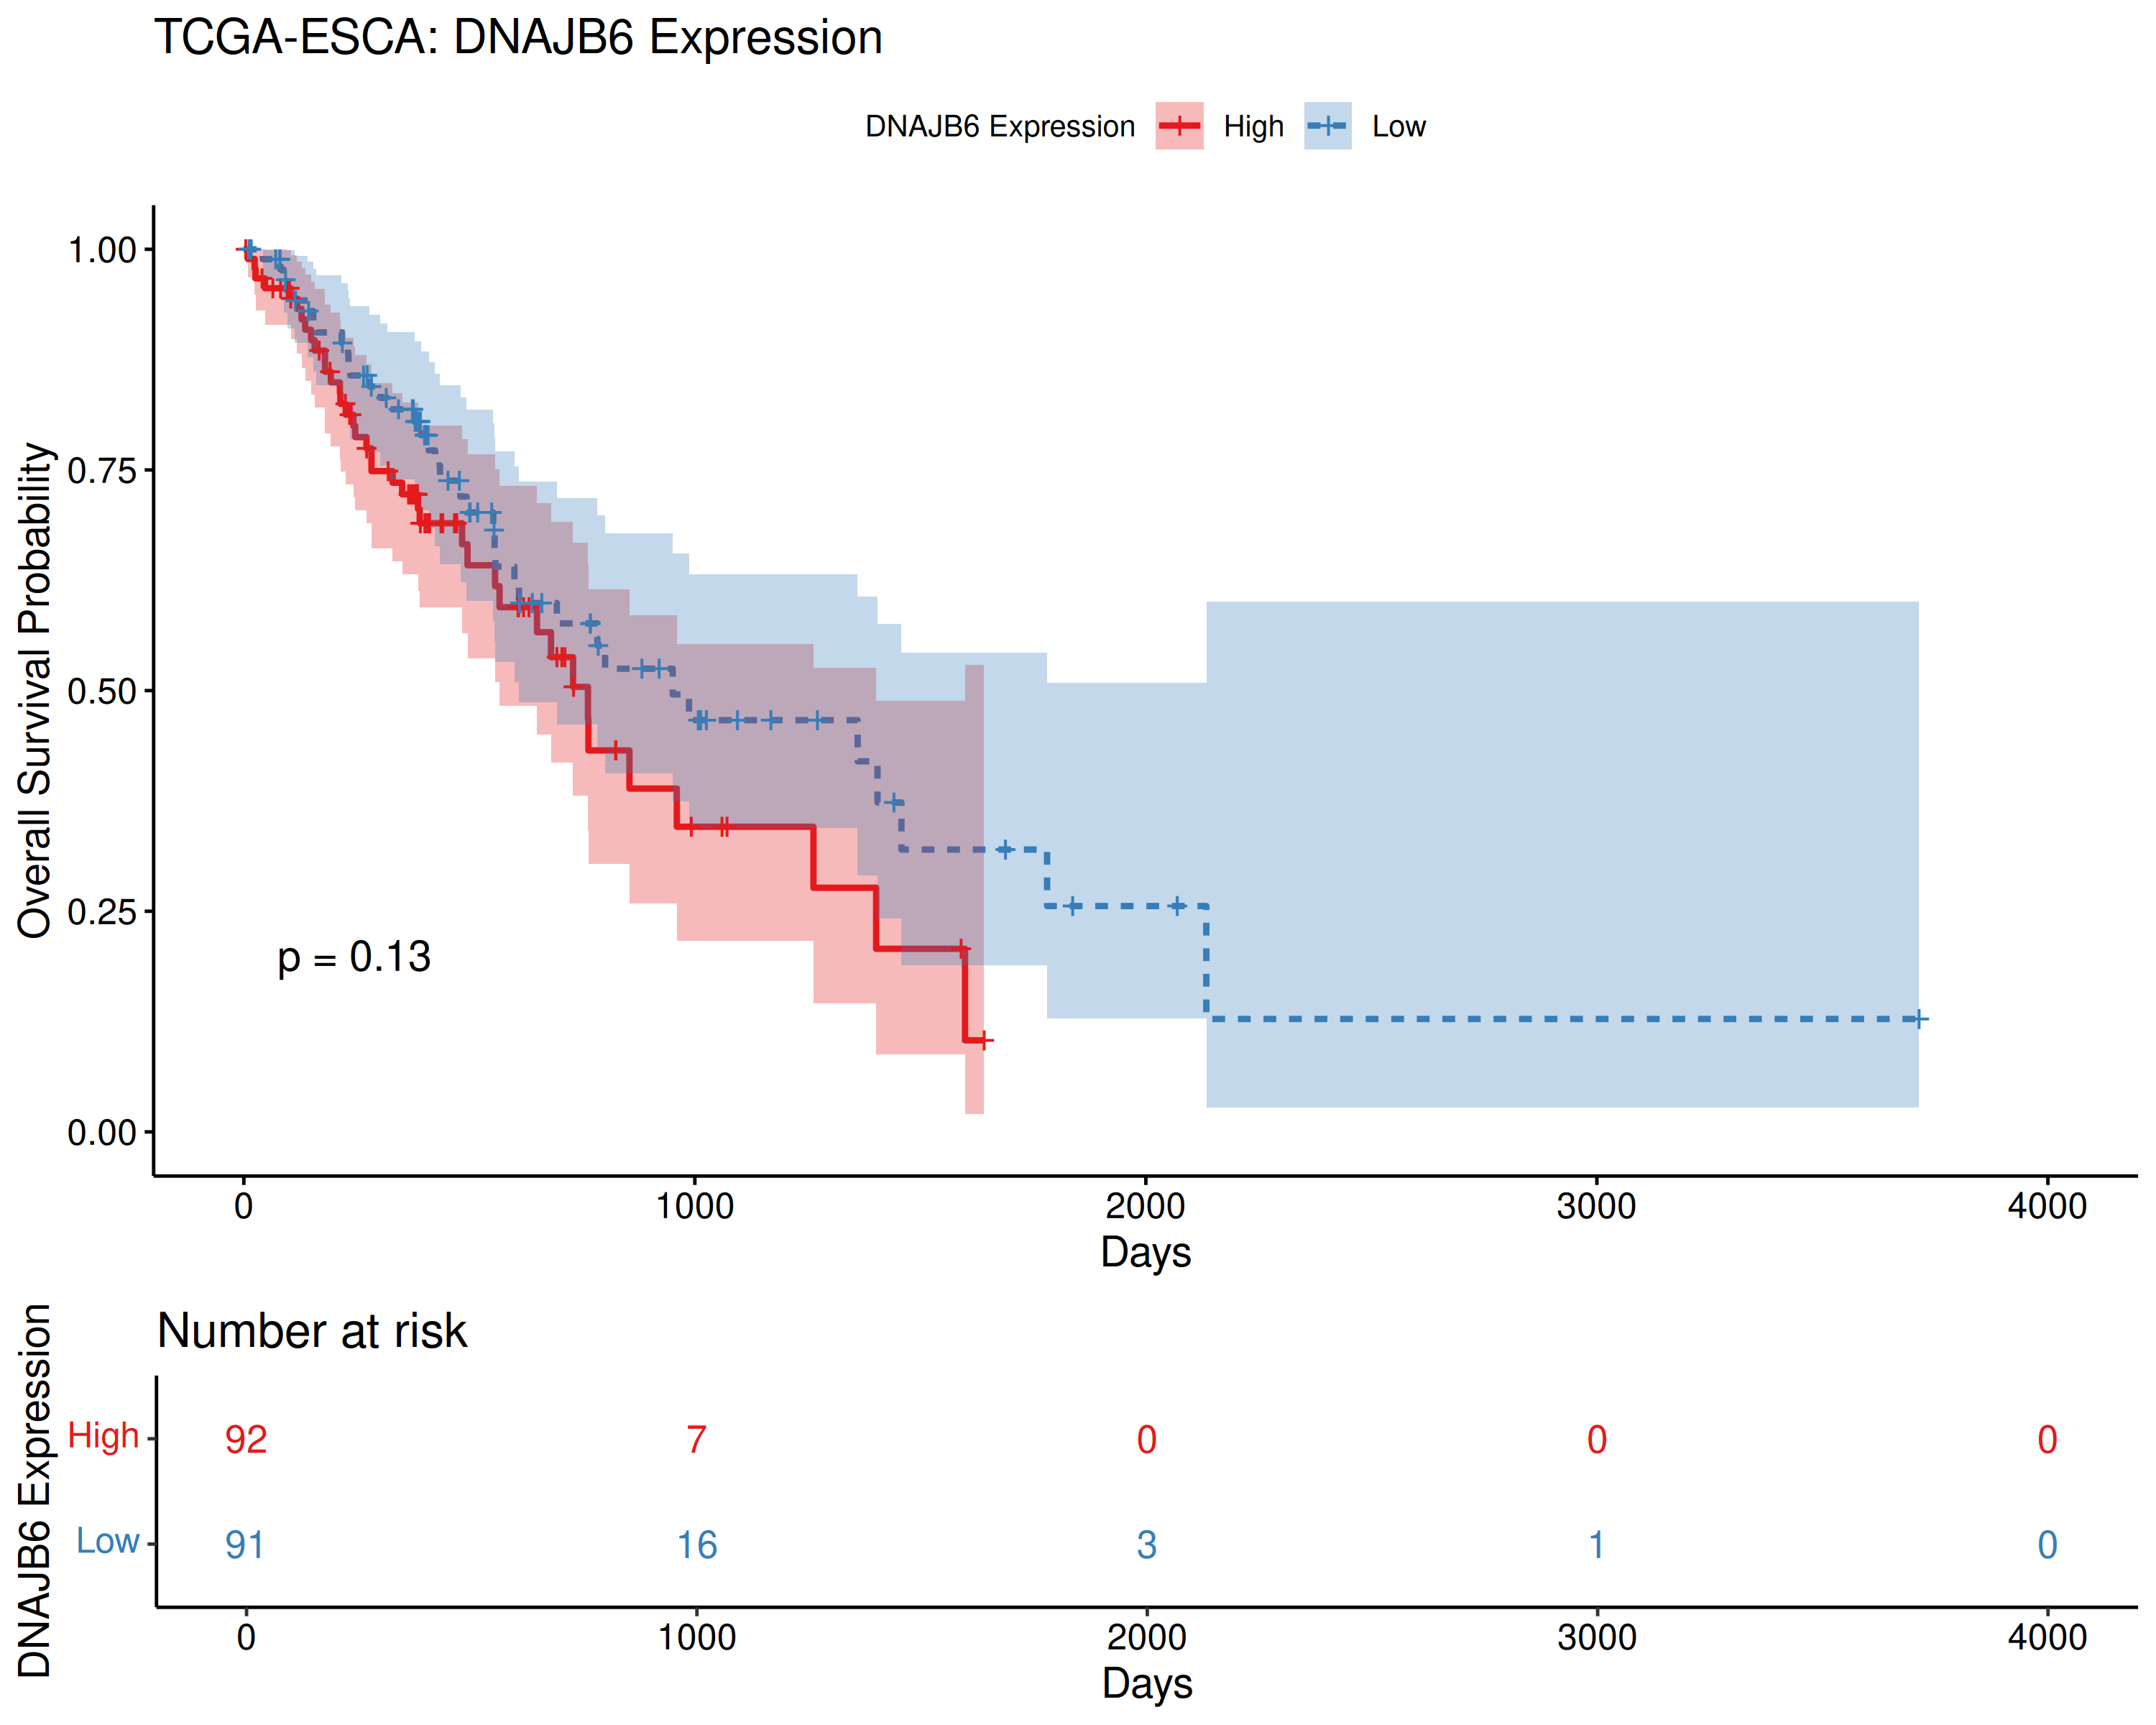 TCGA-ESCA: DNAJB6 Expression
DNAJB6 Expression High Low
Overall Survival Probability
1.00
0.75
0.50
0.25
0.00
p = 0.13
0 1000 2000 3000 4000
Days
Number at risk
DNAJB6 Expression
High 92 7 0 0 0
Low 91 16 3 1 0
0 1000 2000 3000 4000
Days